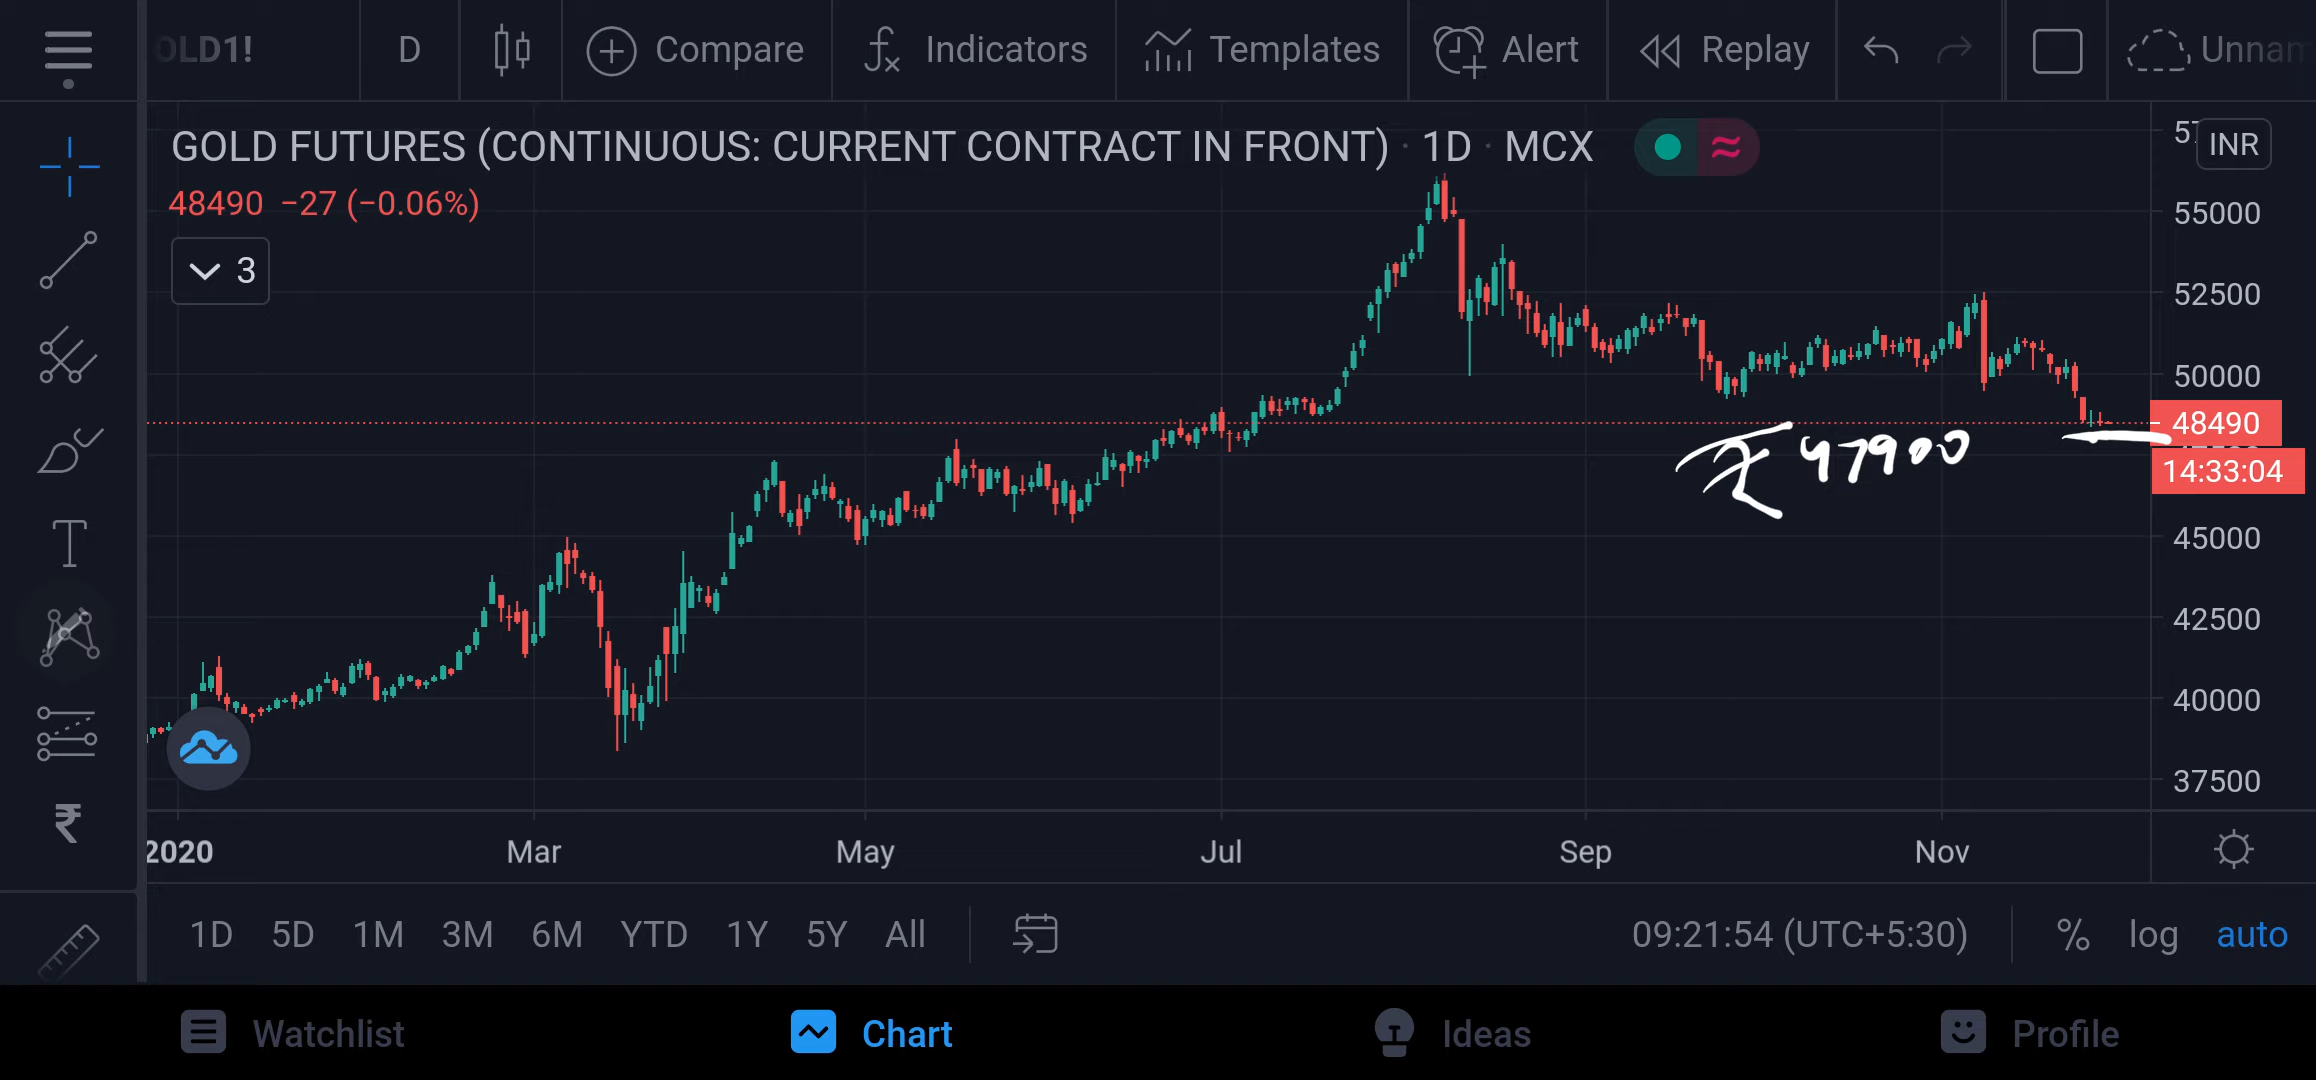 OLD1! D Compare Indicators Templates Alert Replay Unnam
GOLD FUTURES (CONTINUOUS: CURRENT CONTRACT IN FRONT) · 1D · MCX
INR
48490 −27 (−0.06%)
3
55000
52500
50000
48490
14:33:04
45000
42500
40000
37500
₹ 47900
T
₹
2020 Mar May Jul Sep Nov
1D 5D 1M 3M 6M YTD 1Y 5Y All 09:21:54 (UTC+5:30) % log auto
Watchlist Chart Ideas Profile